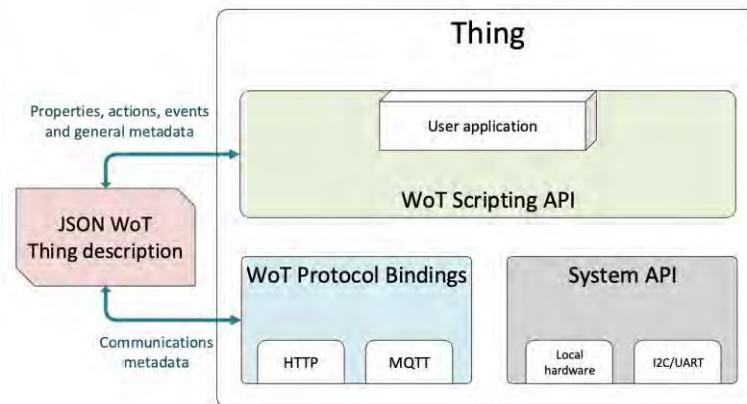 Thing
Properties, actions, events
and general metadata
User application
WoT Scripting API
JSON WoT
Thing description
WoT Protocol Bindings
System API
Communications
metadata
HTTP
MQTT
Local
hardware
I2C/UART